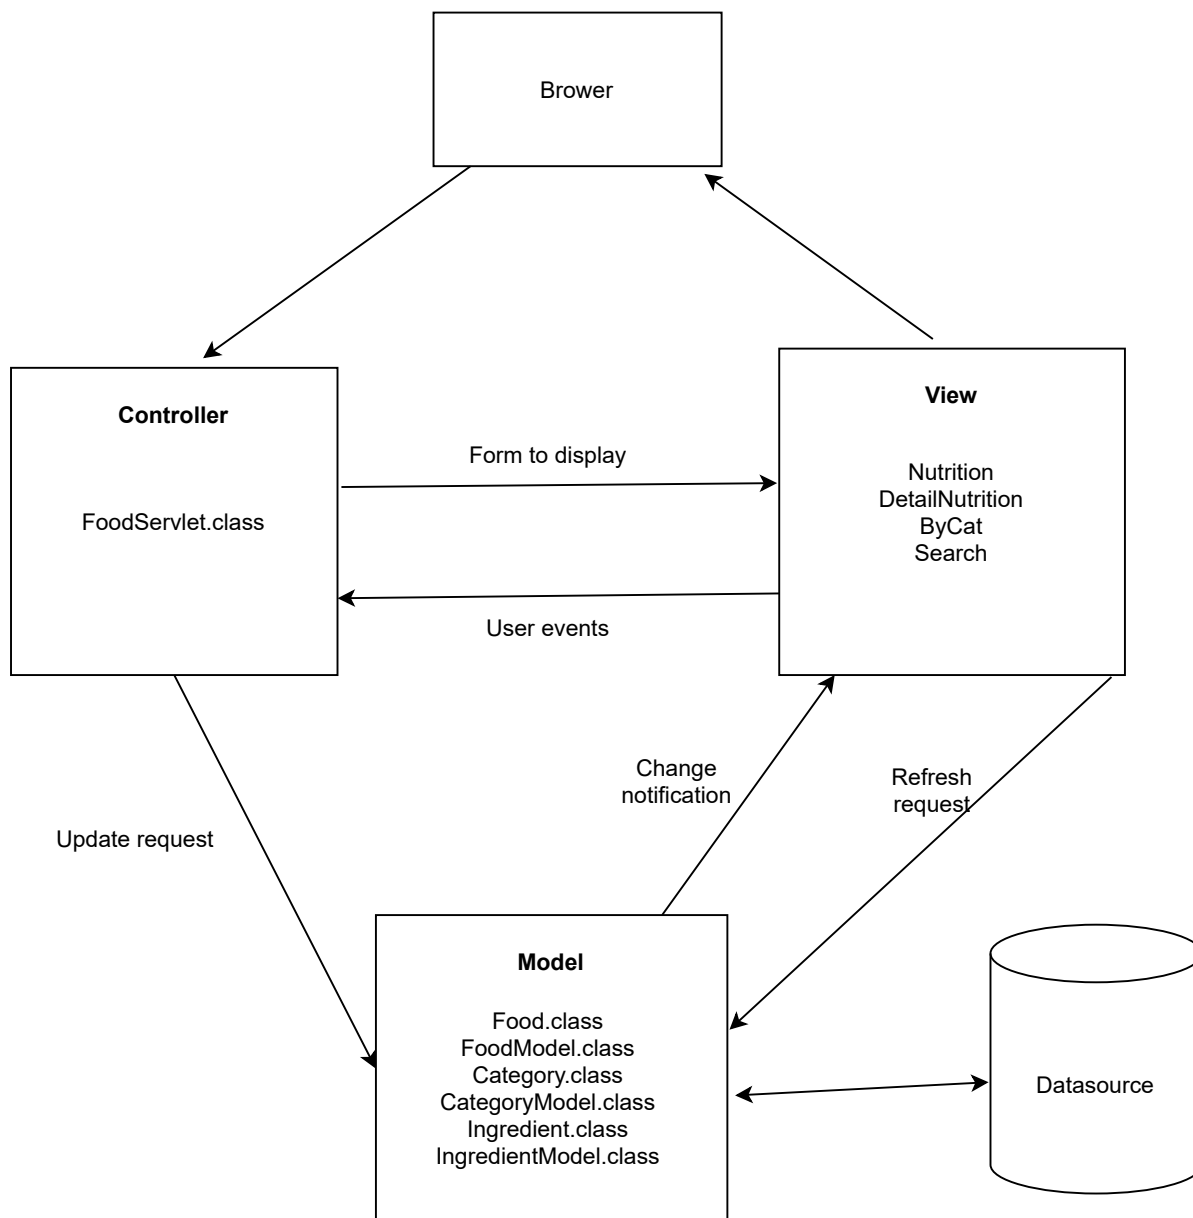 Brower
Controller
FoodServlet.class
Form to display
View
Nutrition
DetailNutrition
ByCat
Search
User events
Change
notification
Refresh
request
Update request
Model
Food.class
FoodModel.class
Category.class
CategoryModel.class
Ingredient.class
IngredientModel.class
Datasource